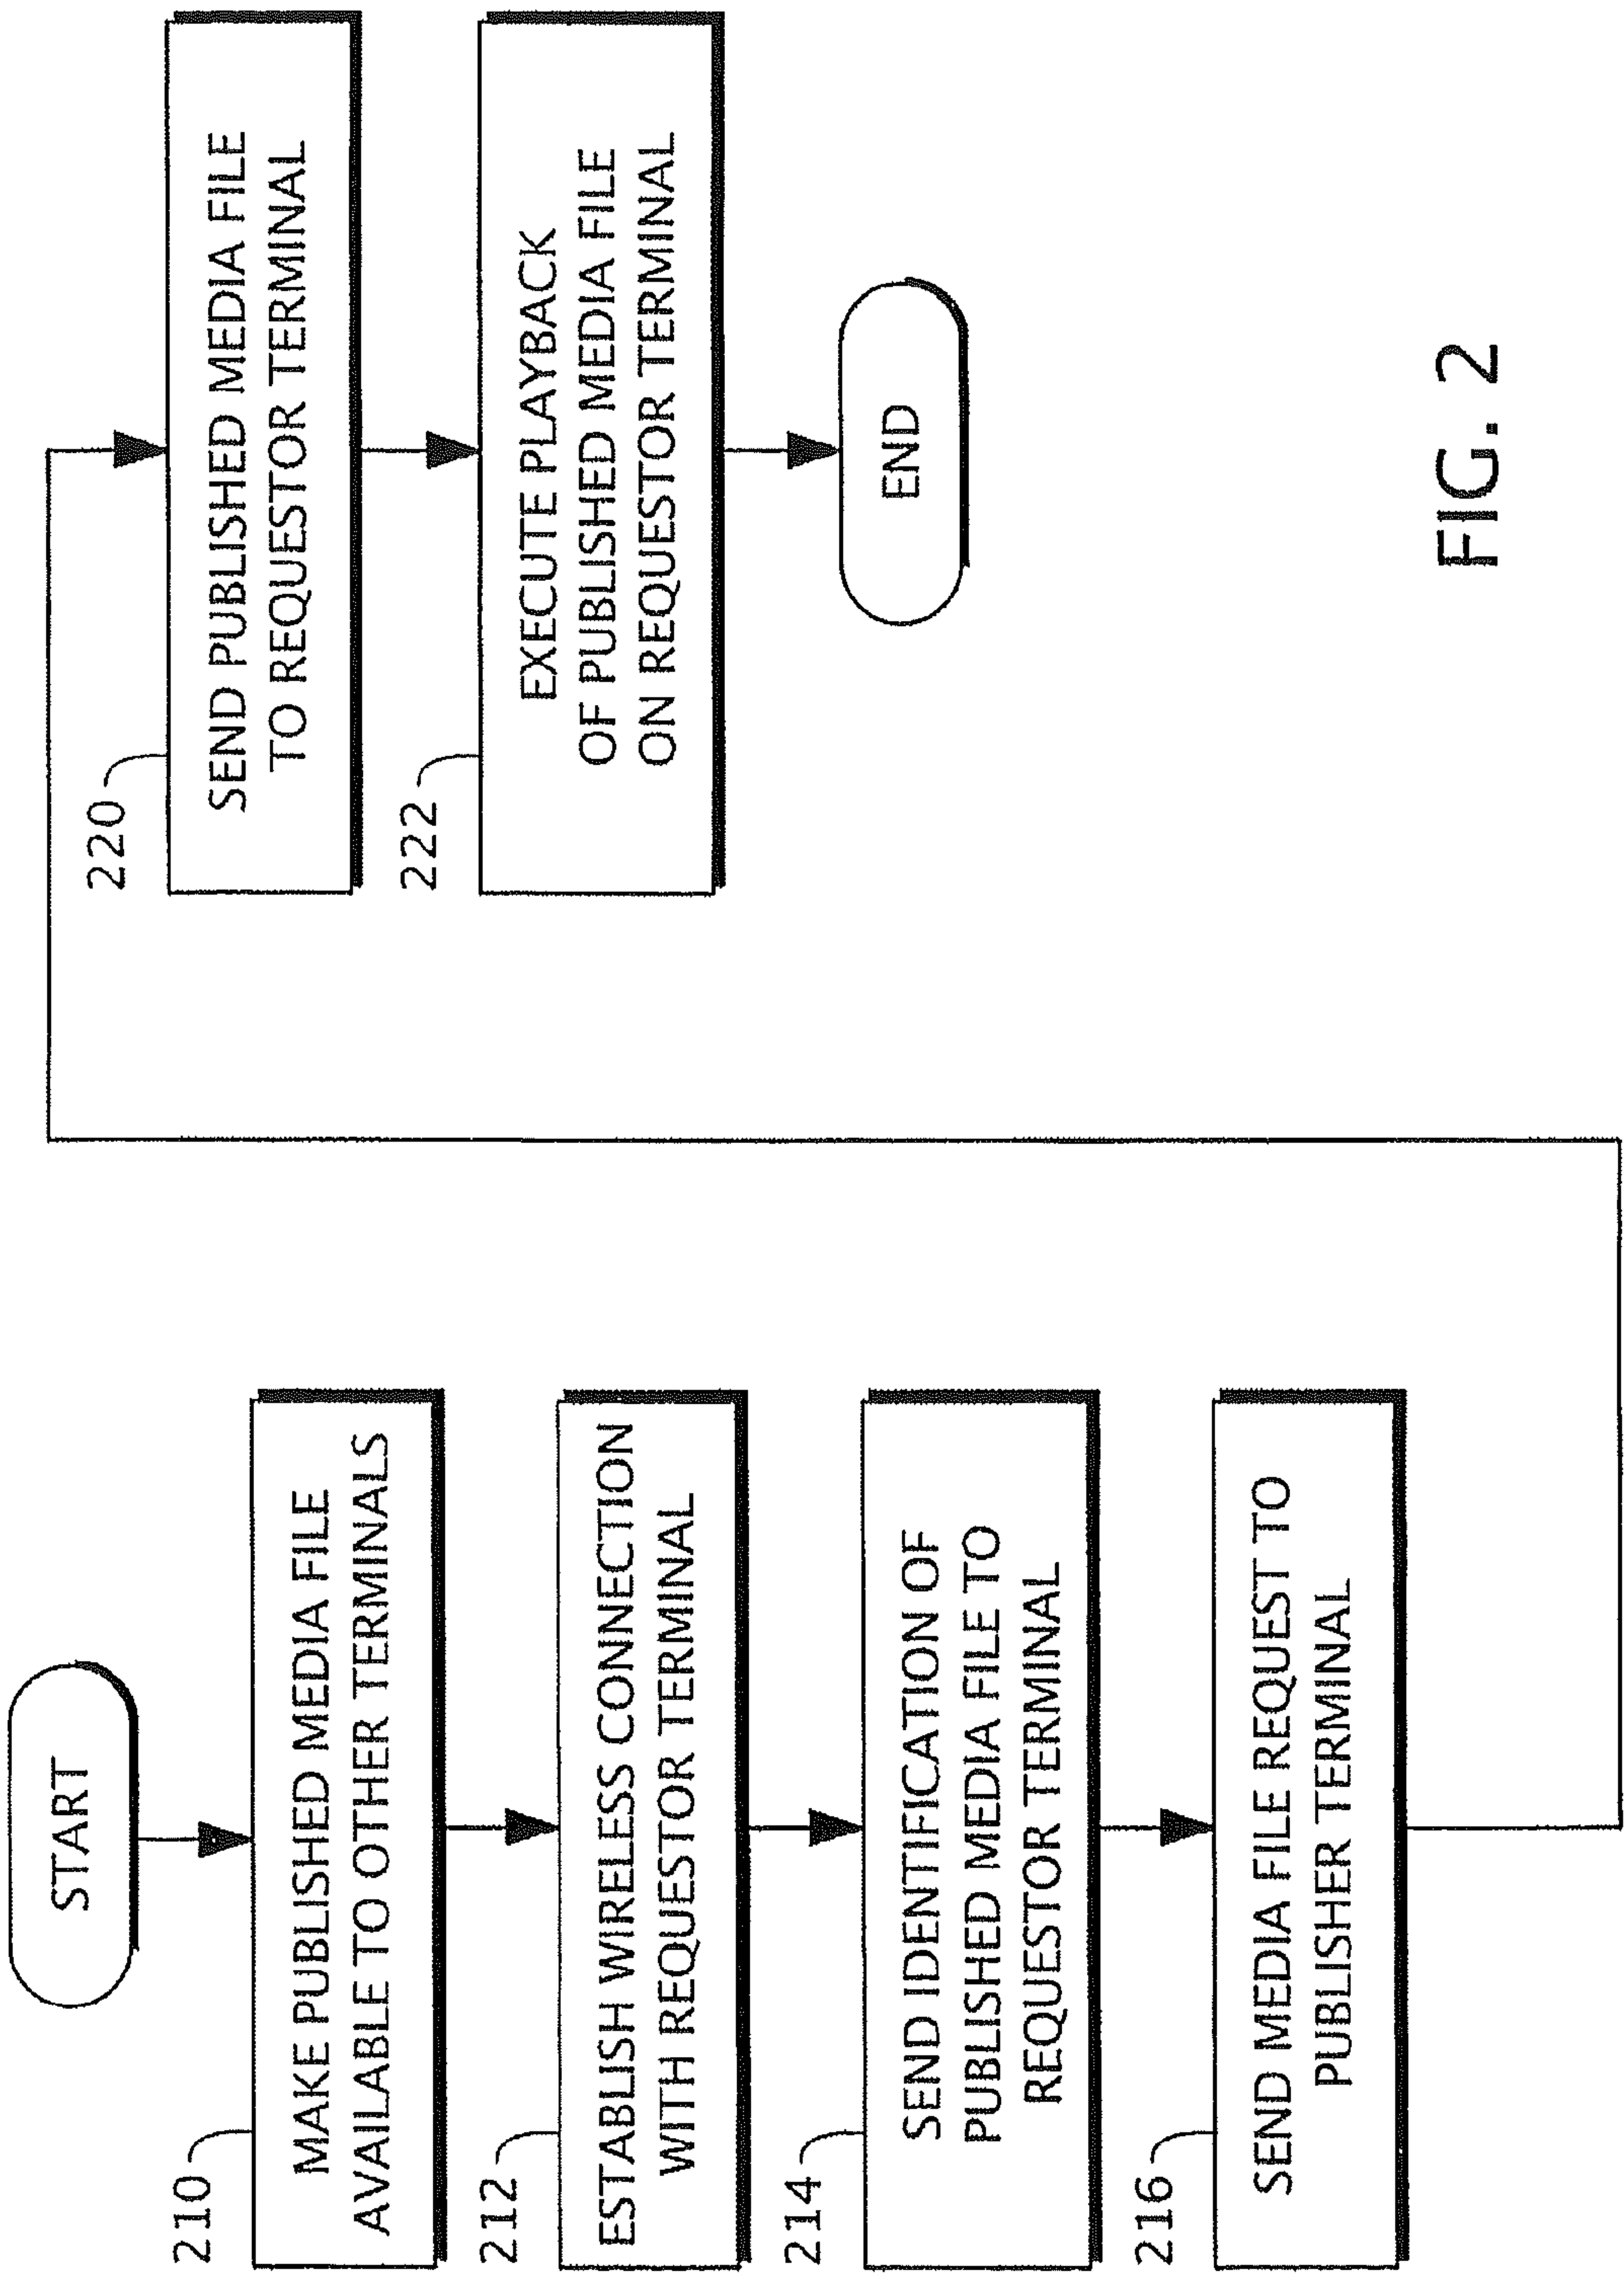 START
210
MAKE PUBLISHED MEDIA FILE
AVAILABLE TO OTHER TERMINALS
212
ESTABLISH WIRELESS CONNECTION
WITH REQUESTOR TERMINAL
214
SEND IDENTIFICATION OF
PUBLISHED MEDIA FILE TO
REQUESTOR TERMINAL
216
SEND MEDIA FILE REQUEST TO
PUBLISHER TERMINAL
220
SEND PUBLISHED MEDIA FILE
TO REQUESTOR TERMINAL
222
EXECUTE PLAYBACK
OF PUBLISHED MEDIA FILE
ON REQUESTOR TERMINAL
END
FIG. 2